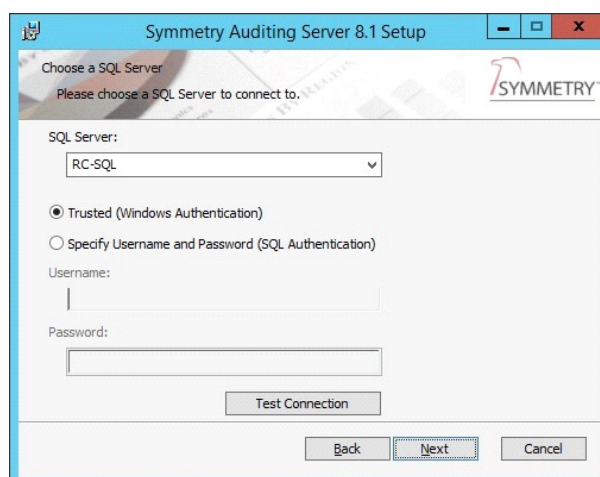 Symmetry Auditing Server 8.1 Setup
Choose a SQL Server
Please choose a SQL Server to connect to.
SYMMETRY
SQL Server:
RC-SQL
Trusted (Windows Authentication)
Specify Username and Password (SQL Authentication)
Username:
Password:
Test Connection
Back Next Cancel